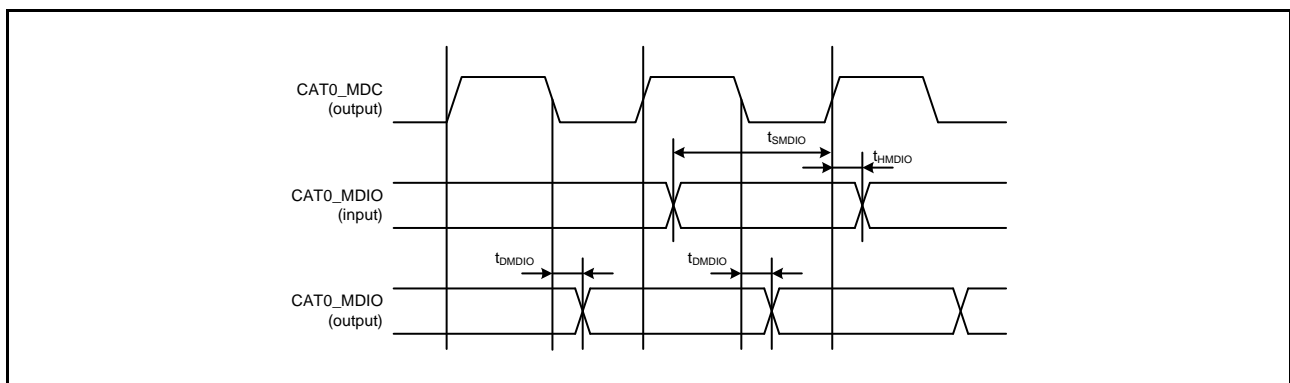 CAT0_MDC
(output)
tSMDIO
tHMDIO
CAT0_MDIO
(input)
tDMDIO
tDMDIO
CAT0_MDIO
(output)